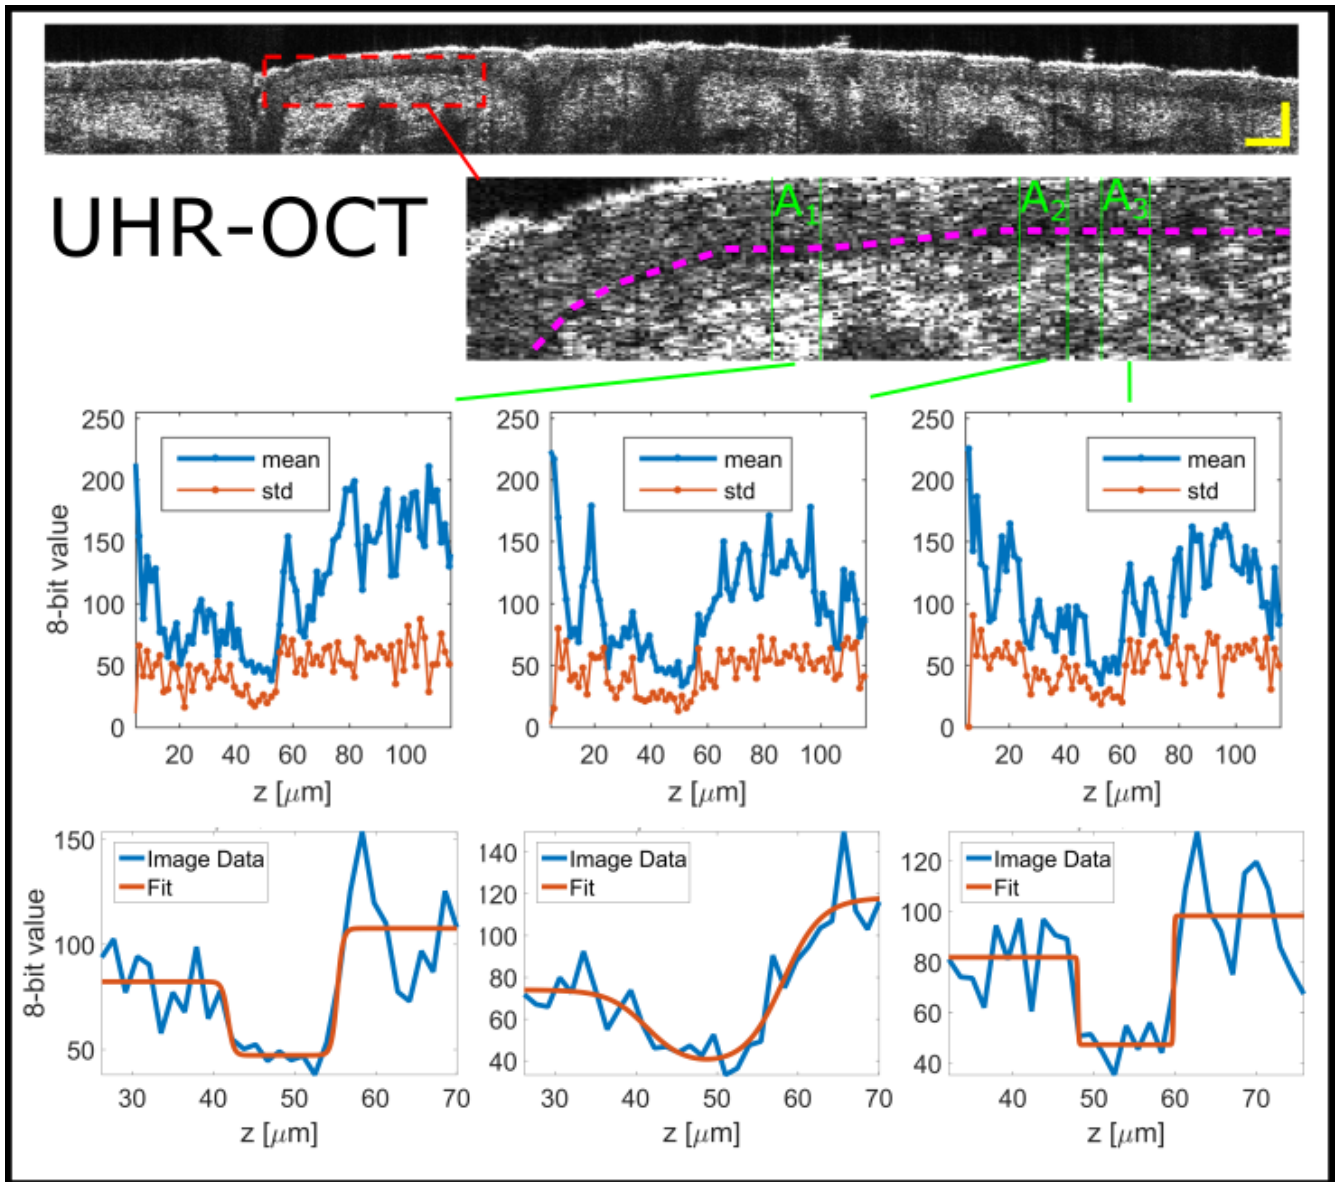 UHR-OCT
A1 A2 A3
250
200
150
100
50
0
8-bit value
mean
std
20 40 60 80 100
z [μm]
250
200
150
100
50
0
mean
std
20 40 60 80 100
z [μm]
250
200
150
100
50
0
mean
std
20 40 60 80 100
z [μm]
150
100
50
8-bit value
Image Data
Fit
30 40 50 60 70
z [μm]
140
120
100
80
60
40
Image Data
Fit
30 40 50 60 70
z [μm]
120
100
80
60
40
Image Data
Fit
40 50 60 70
z [μm]